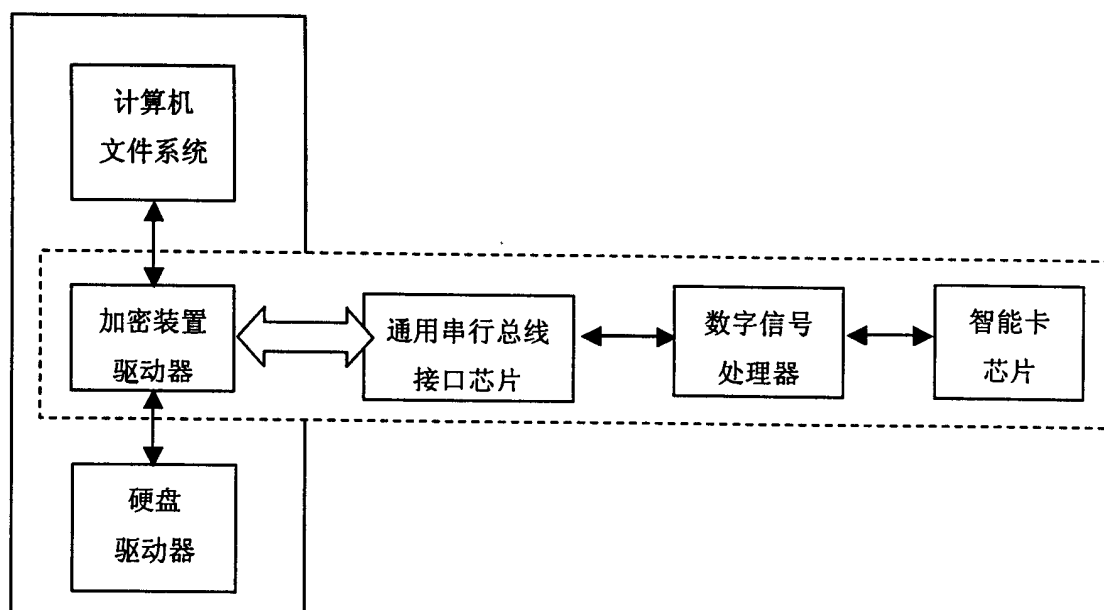 计算机
文件系统
加密装置
驱动器
通用串行总线
接口芯片
数字信号
处理器
智能卡
芯片
硬盘
驱动器